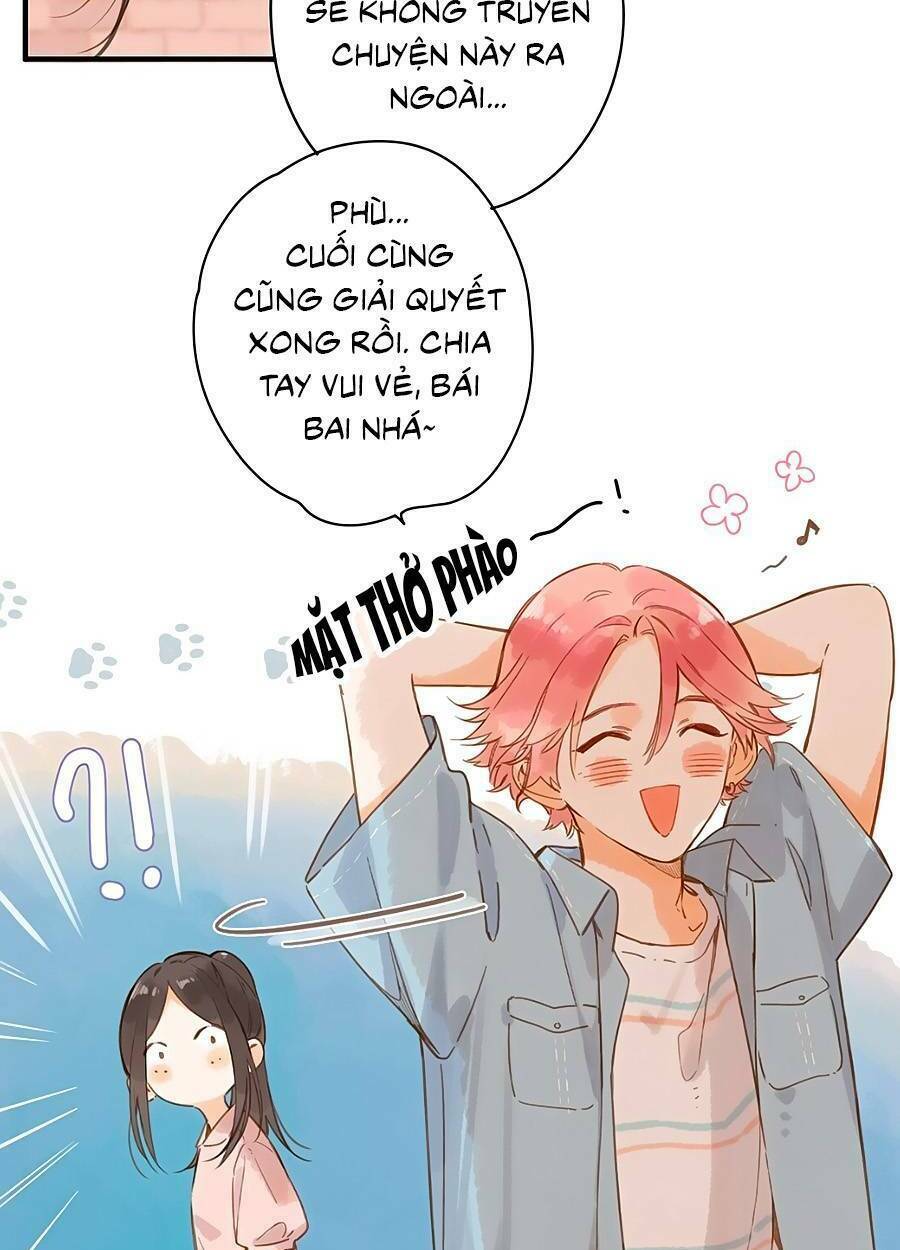 SẼ KHÔNG TRUYỀN
CHUYỆN NÀY RA
NGOÀI...
PHÙ...
CUỐI CÙNG
CŨNG GIẢI QUYẾT
XONG RỒI. CHIA
TAY VUI VẺ, BÁI
BAI NHÁ~
MẶT THỞ PHÀO
~!
?!